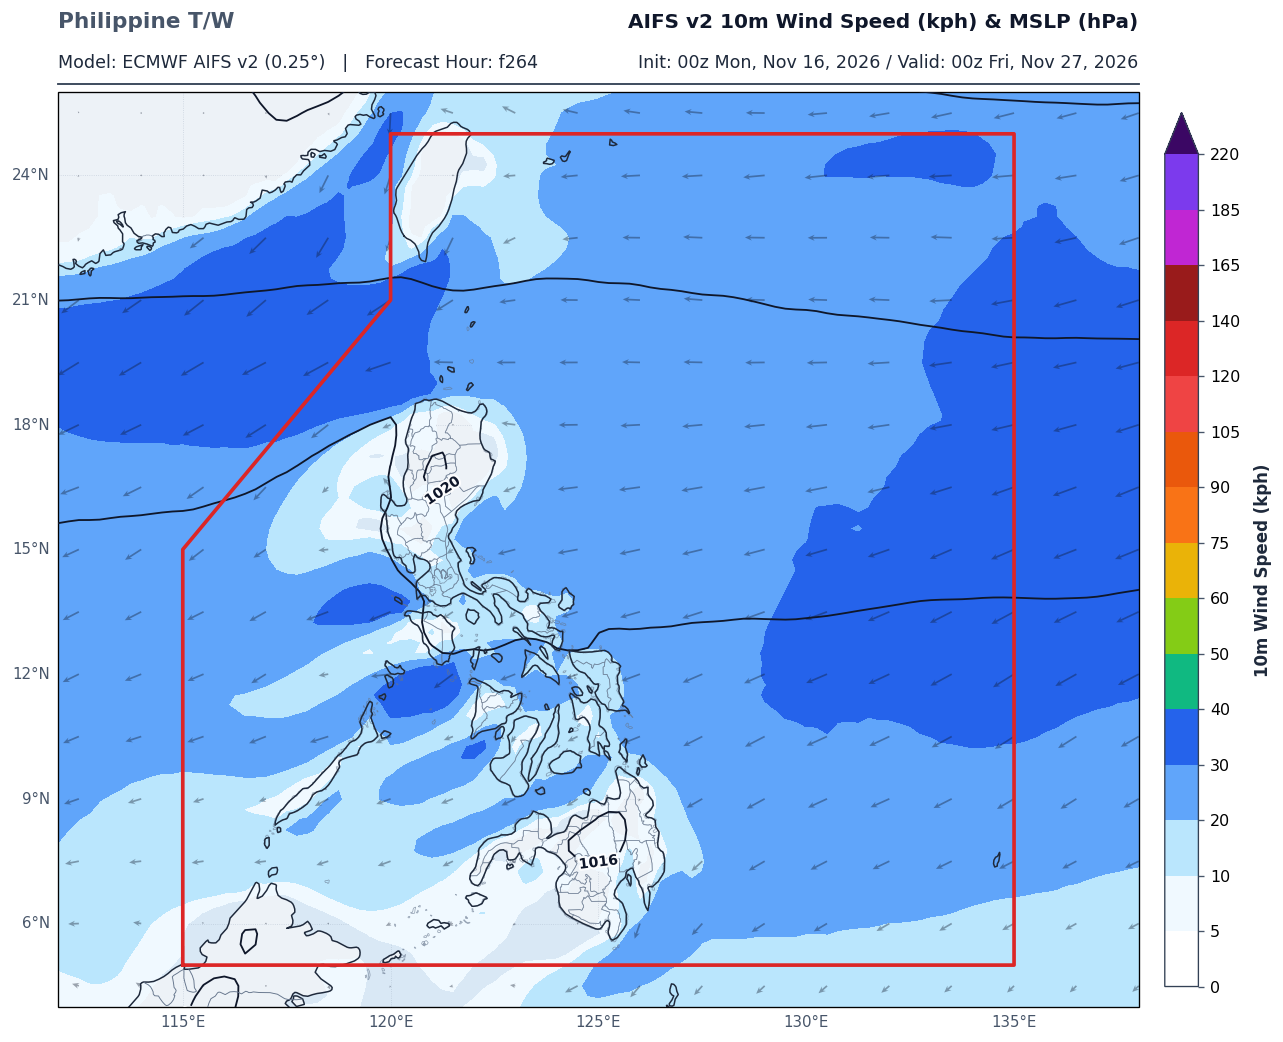 Philippine T/W
AIFS v2 10m Wind Speed (kph) & MSLP (hPa)
Model: ECMWF AIFS v2 (0.25°) | Forecast Hour: f264
Init: 00z Mon, Nov 16, 2026 / Valid: 00z Fri, Nov 27, 2026
24°N
21°N
18°N
15°N
12°N
9°N
6°N
1020
1016
115°E
120°E
125°E
130°E
135°E
220
185
165
140
120
105
90
75
60
50
40
30
20
10
5
0
10m Wind Speed (kph)